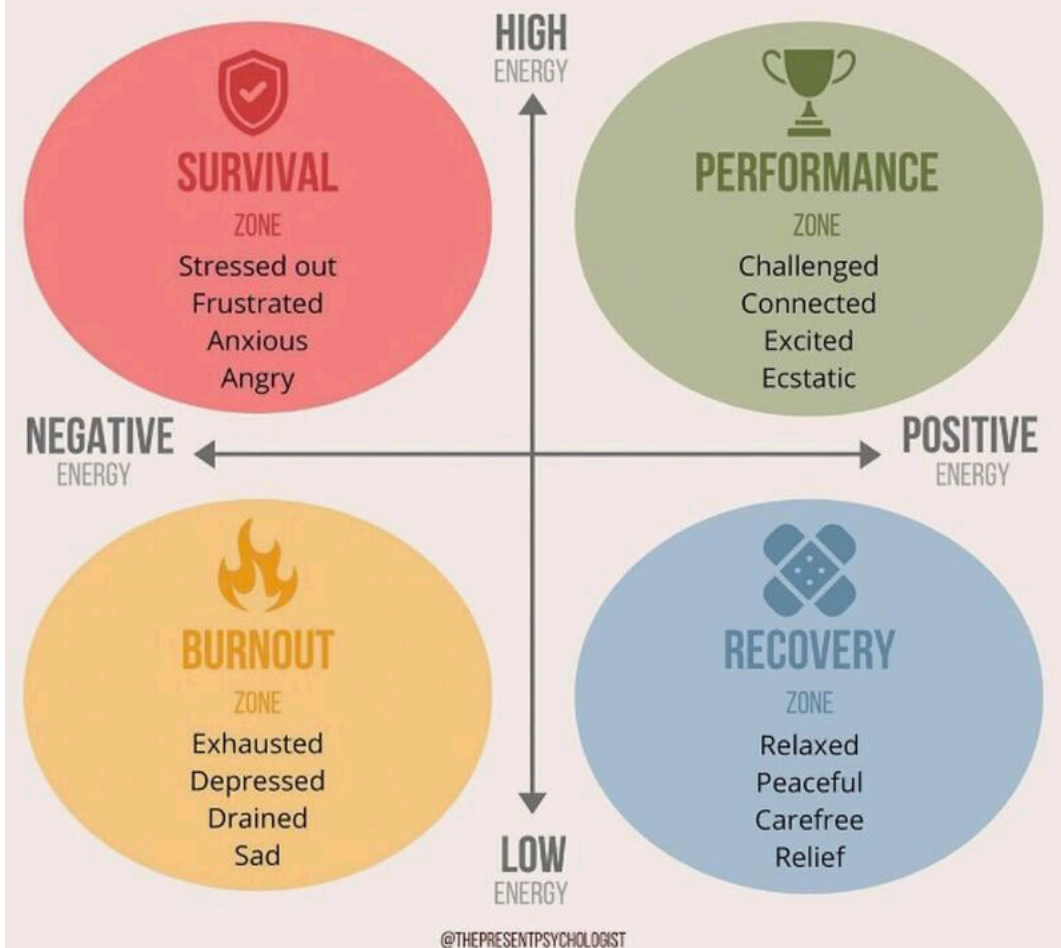 HIGH
ENERGY
SURVIVAL
ZONE
Stressed out
Frustrated
Anxious
Angry
PERFORMANCE
ZONE
Challenged
Connected
Excited
Ecstatic
NEGATIVE
ENERGY
POSITIVE
ENERGY
BURNOUT
ZONE
Exhausted
Depressed
Drained
Sad
RECOVERY
ZONE
Relaxed
Peaceful
Carefree
Relief
LOW
ENERGY
@THEPRESENTPSYCHOLOGIST